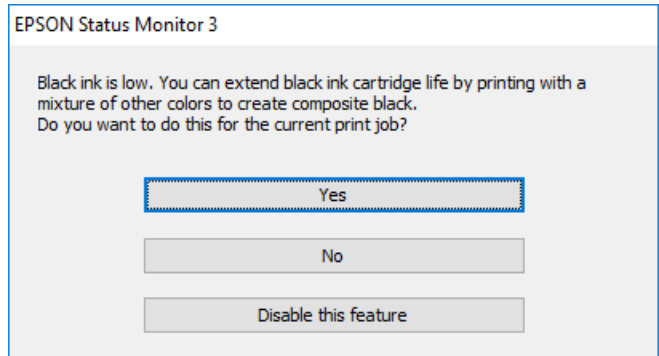 EPSON Status Monitor 3
Black ink is low. You can extend black ink cartridge life by printing with a
mixture of other colors to create composite black.
Do you want to do this for the current print job?
Yes
No
Disable this feature